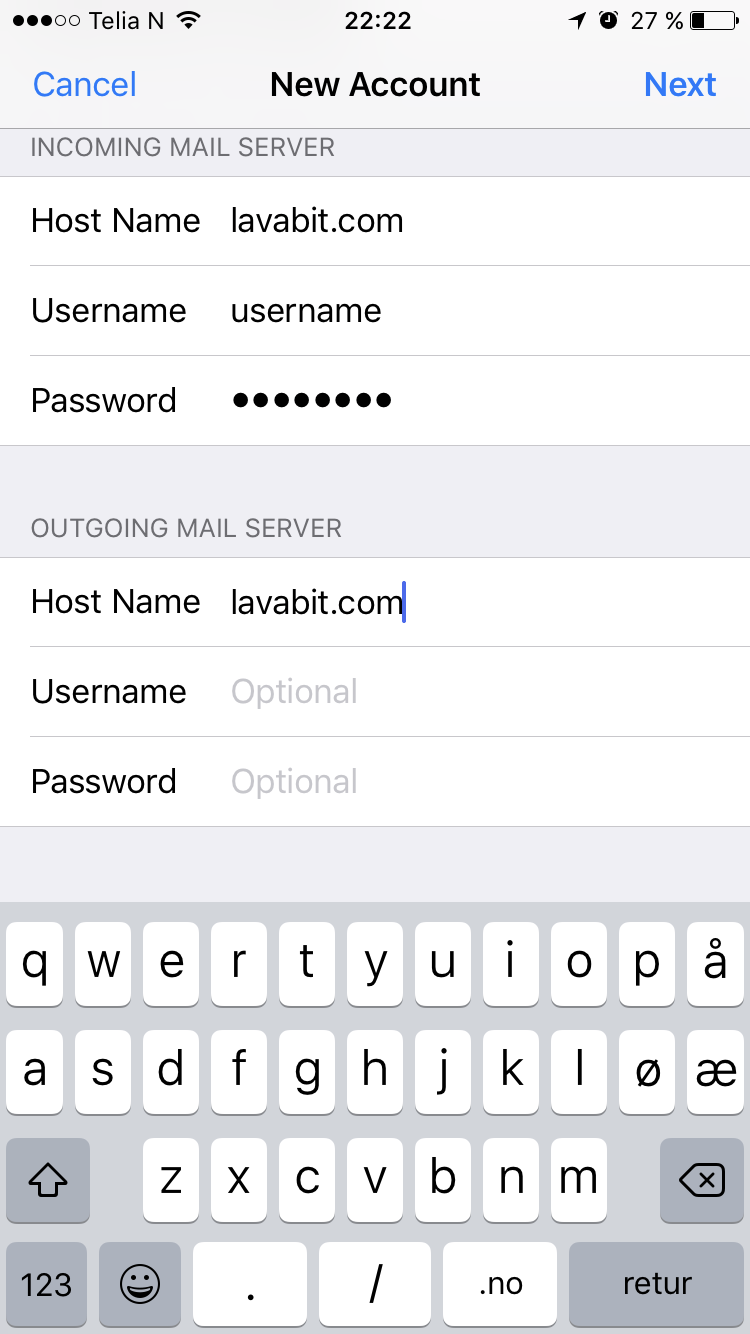 Telia N 22:22 27 %
Cancel New Account Next
INCOMING MAIL SERVER
Host Name lavabit.com
Username username
Password ••••••••
OUTGOING MAIL SERVER
Host Name lavabit.com
Username Optional
Password Optional
q w e r t y u i o p å
a s d f g h j k l ø æ
z x c v b n m
123 . / .no retur